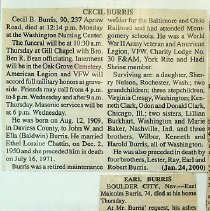 CECIL BURRIS
Cecil B. Burris, 90, 237 Aurow
Road, died at 12:14 p.m. Monday
at the Washington Nursing Center.
The funeral will be at 10:30 a.m.
Thursday at Gill Chapel with Bro.
Ben R. Bean officiating. Interment
will be in the Oak Grove Cemetery.
American Legion and VFW will
accord full military honors at grave-
side. Friends may call from 4 p.m.
to 8 p.m. Wednesday and after 9 a.m.
Thursday. Masonic services will be
at 6 p.m. Wednesday.
He was born on Aug. 12, 1909,
in Daviess County, to John W. and
Ella (Baldwin) Burris. He married
Ethel Loraine Chastin, on Dec. 2,
1930 and she preceded him in death
on July 16, 1971.
Burris was a retired maintenance
welder for the Baltimore and Ohio
Railroad and had attended Mont-
gomery schools. He was a World
War II Army veteran and American
Legion, VFW, Charity Lodge No.
30 F&AM, York Rite and Hadi
Shrine member.
Surviving are: a daughter, Sher-
ry Nelson, Rochester, Wash.; two
grandchildren; three stepchildren,
Virginia Cresgy, Washington; Ken-
neth Clark, Odon and Donald Clark,
Chicago, Ill.; two sisters, Lillian
Burkhart, Washington and Marie
Baker, Nashville, Ind. and three
brothers, Wilbur, Kenneth and
Harold Burris, all of Washington.
He was also preceded in death by
four brothers, Lester, Ray, Earl and
Robert Burris. (Jan. 24, 2000)
EARL BURRIS
BOULDER CITY, Nev.—Earl
Malcolm Burris, 74, died at his home
Thursday.
At Mr. Burris' request, his ashes